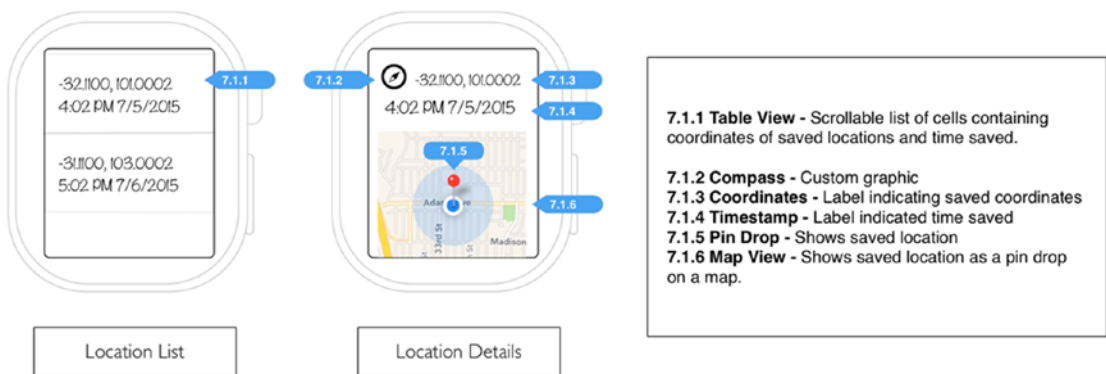 -32.1100, 101.0002
4:02 PM 7/5/2015
7.1.1
-31.1100, 103.0002
5:02 PM 7/6/2015
Location List
7.1.2
-32.1100, 101.0002
7.1.3
4:02 PM 7/5/2015
7.1.4
7.1.5
7.1.6
33rd St
Madison
Location Details
7.1.1 Table View - Scrollable list of cells containing
coordinates of saved locations and time saved.
7.1.2 Compass - Custom graphic
7.1.3 Coordinates - Label indicating saved coordinates
7.1.4 Timestamp - Label indicated time saved
7.1.5 Pin Drop - Shows saved location
7.1.6 Map View - Shows saved location as a pin drop
on a map.